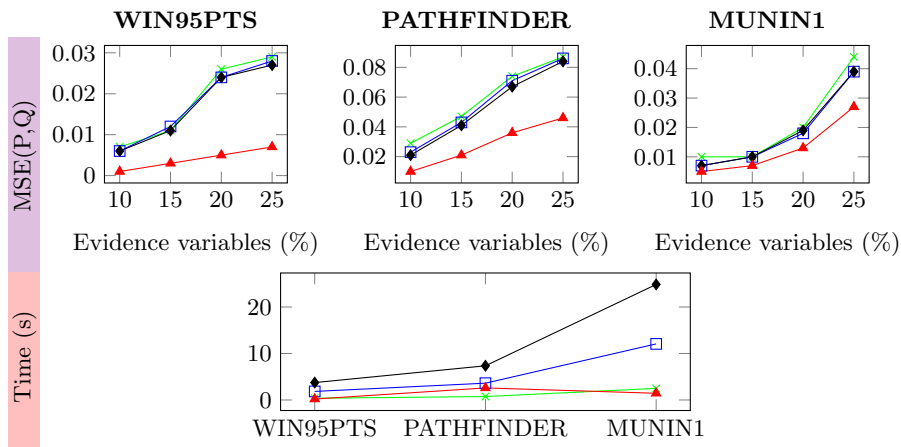 WIN95PTS PATHFINDER MUNIN1
MSE(P,Q)
0.03
0.02
0.01
0
10 15 20 25
Evidence variables (%)
0.08
0.06
0.04
0.02
10 15 20 25
Evidence variables (%)
0.04
0.03
0.02
0.01
10 15 20 25
Evidence variables (%)
Time (s)
20
10
0
WIN95PTS PATHFINDER MUNIN1